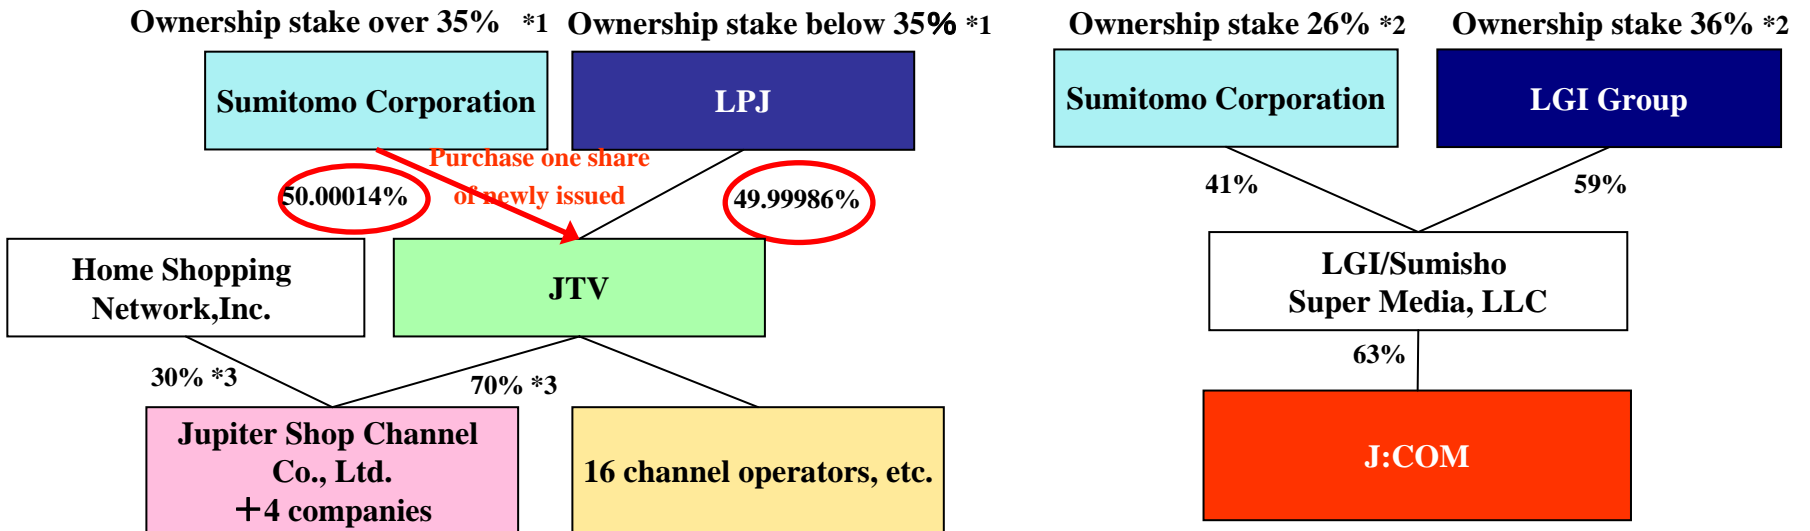 Ownership stake over 35% *1
Ownership stake below 35% *1
Ownership stake 26% *2
Ownership stake 36% *2
Sumitomo Corporation
LPJ
Sumitomo Corporation
LGI Group
Purchase one share
of newly issued
50.00014%
49.99986%
41%
59%
Home Shopping
Network,Inc.
JTV
LGI/Sumisho
Super Media, LLC
30% *3
70% *3
63%
Jupiter Shop Channel
Co., Ltd.
+4 companies
16 channel operators, etc.
J:COM